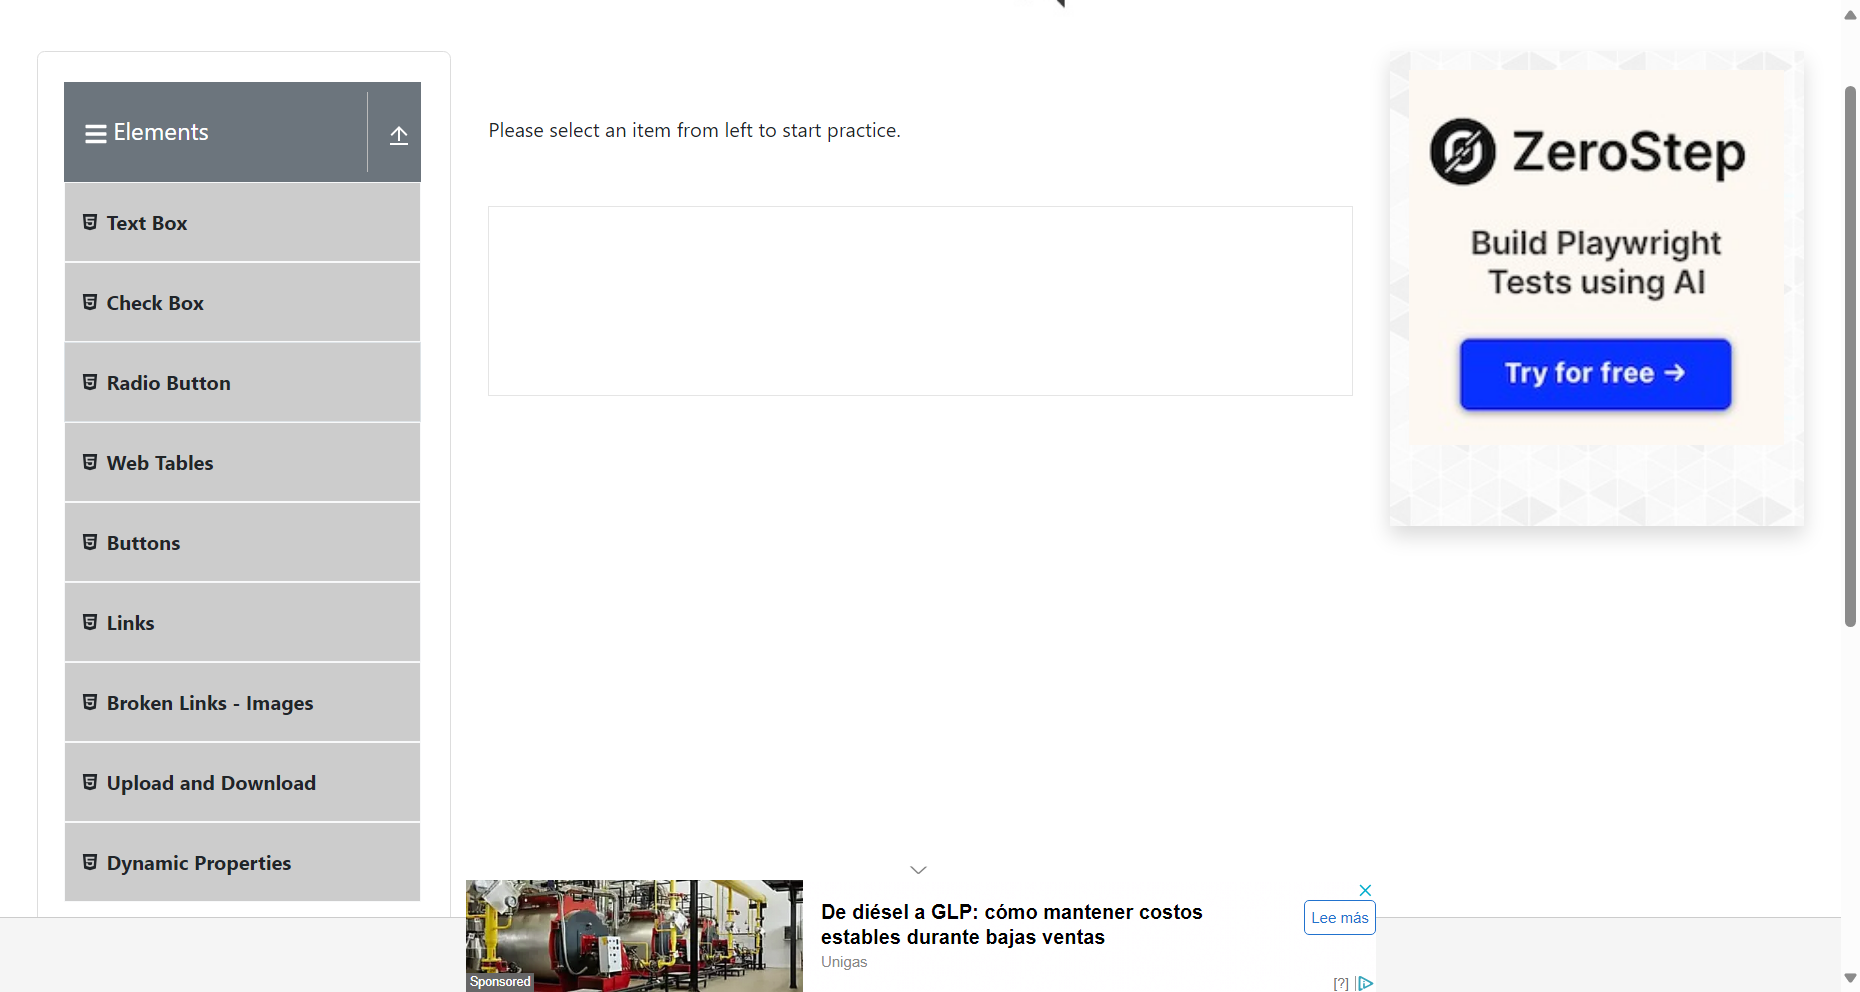 Elements
Text Box
Check Box
Radio Button
Web Tables
Buttons
Links
Broken Links - Images
Upload and Download
Dynamic Properties
Please select an item from left to start practice.
ZeroStep
Build Playwright
Tests using AI
Try for free →
De diésel a GLP: cómo mantener costos
estables durante bajas ventas
Unigas
Lee más
Sponsored
[?]